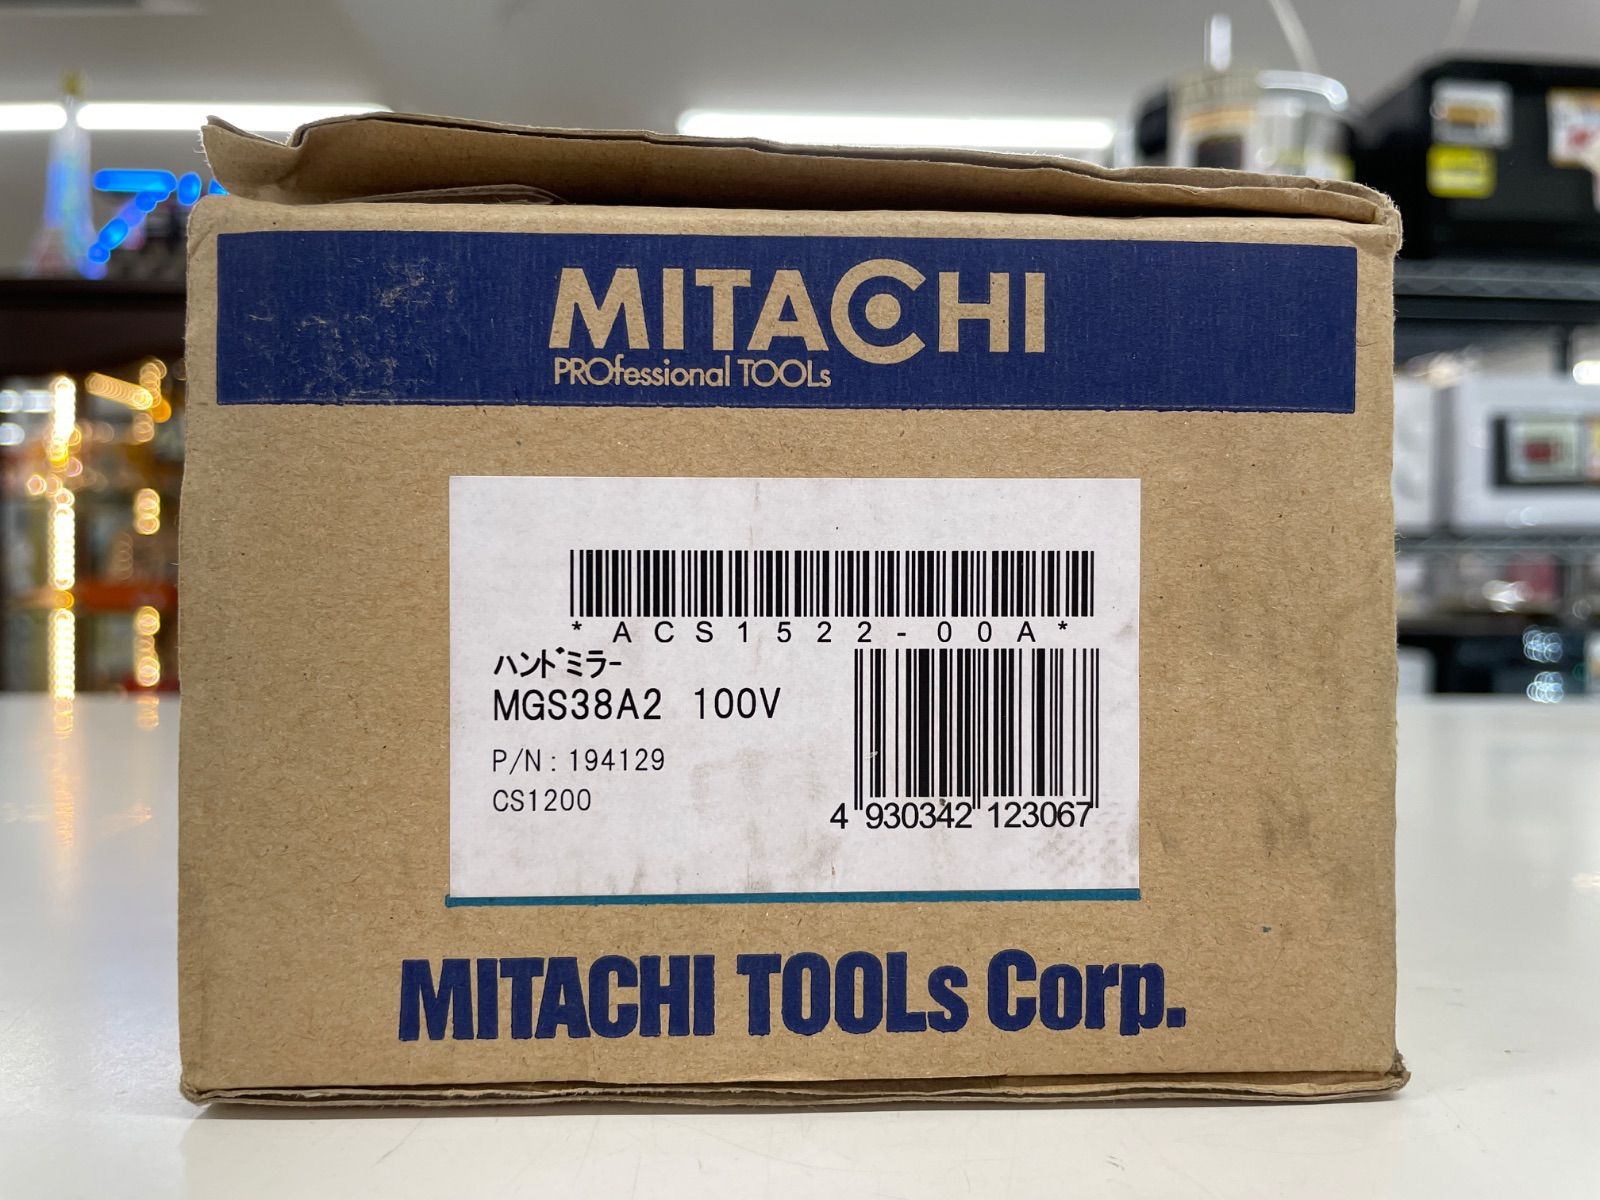 MITACHI
PROfessional TOOLs
*ACS1522-00A*
ハンドミラー
MGS38A2 100V
P/N : 194129
CS1200
4 930342 123067
MITACHI TOOLs Corp.